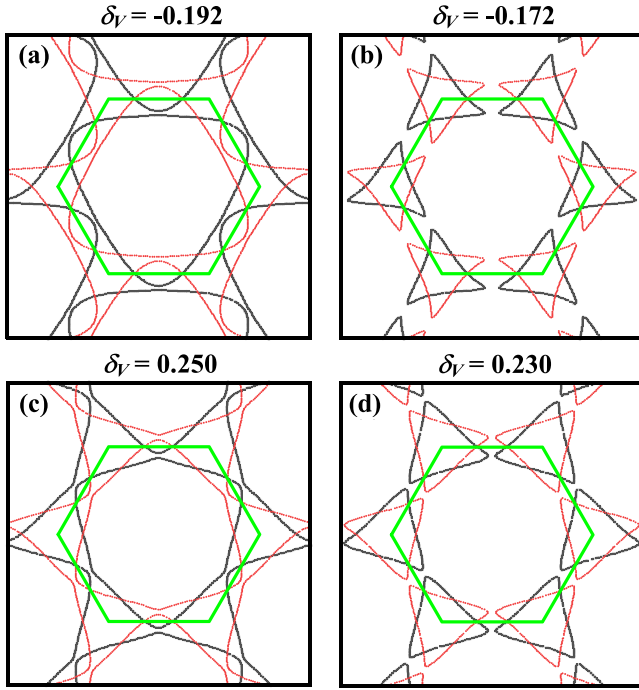 δV = -0.192
δV = -0.172
(a)
(b)
δV = 0.250
δV = 0.230
(c)
(d)